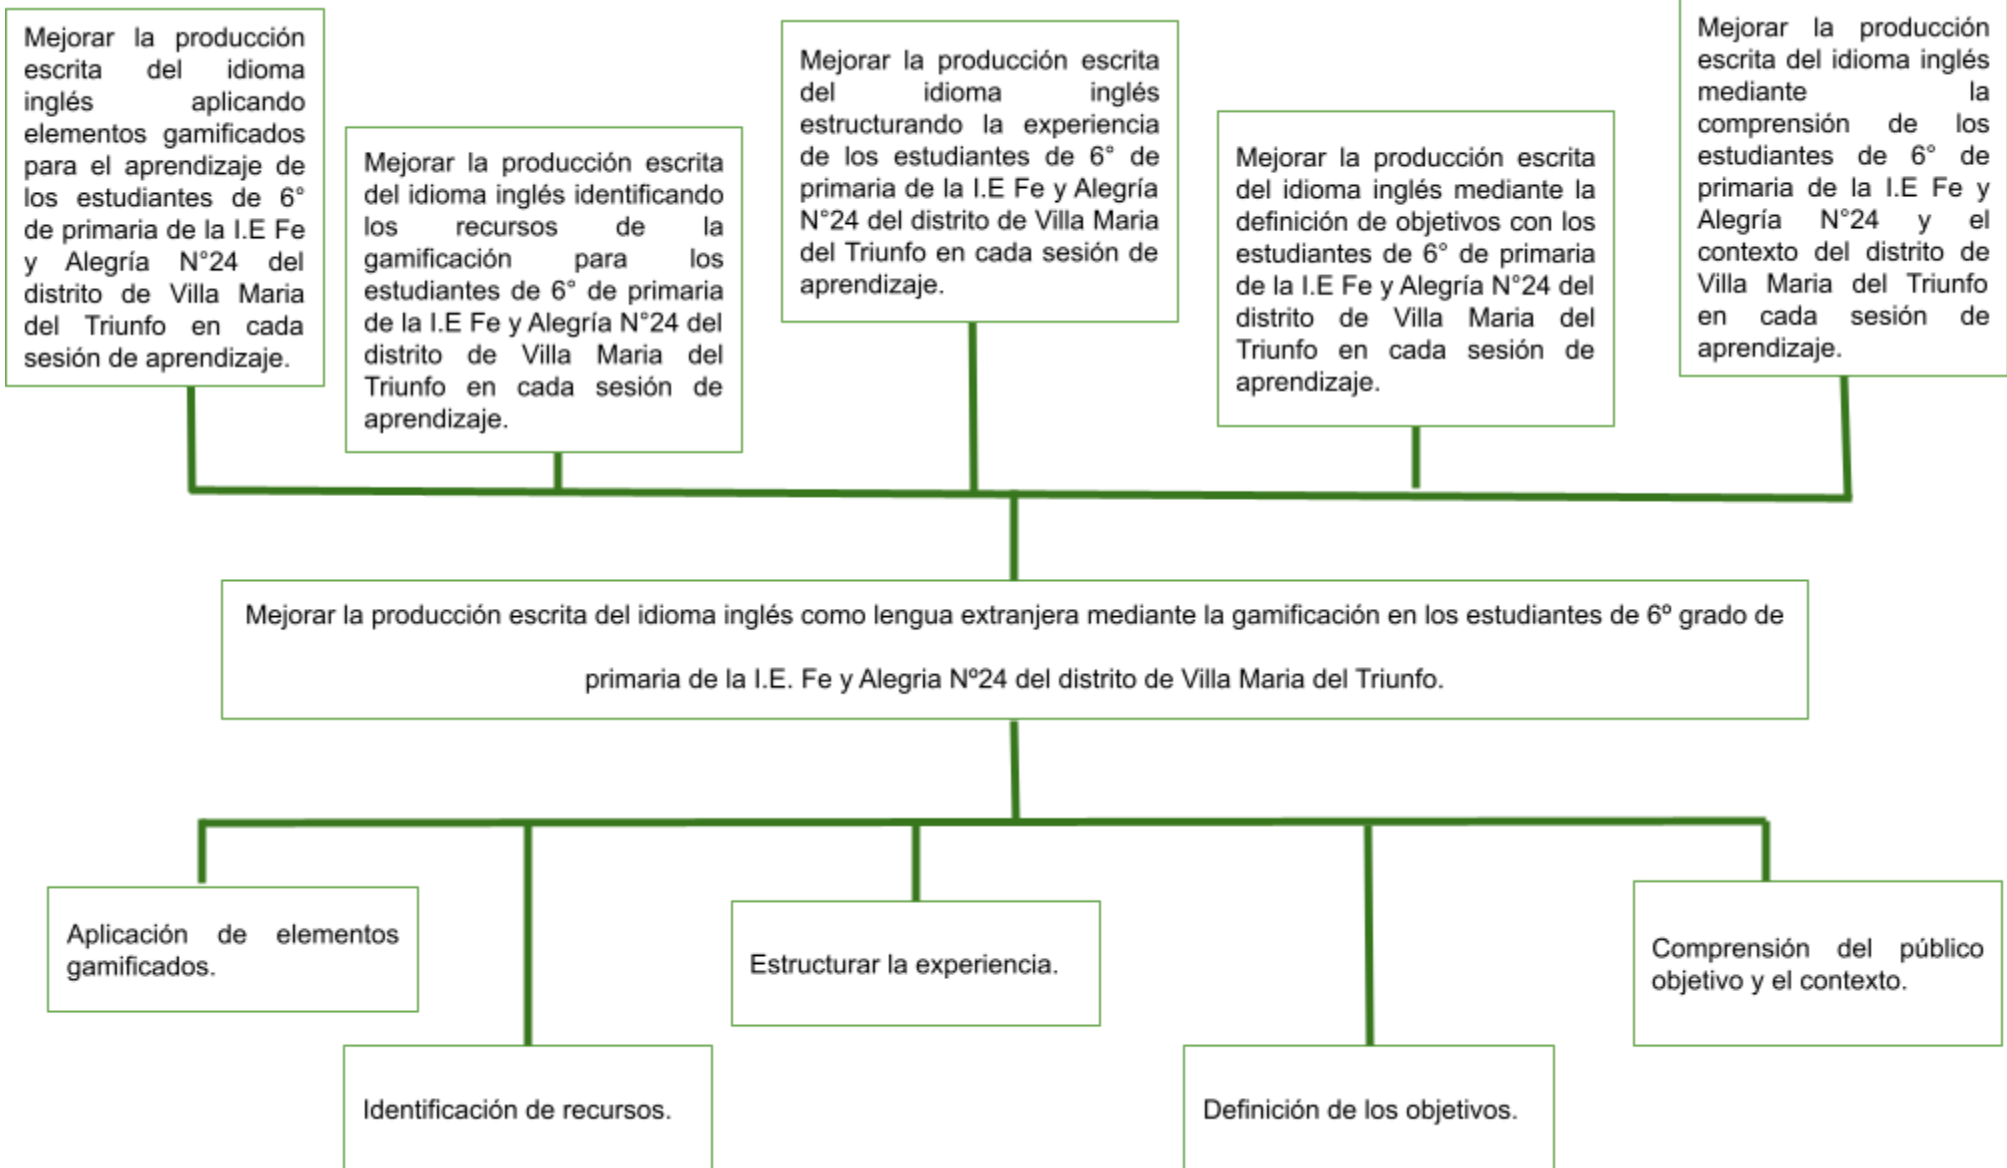 Mejorar la producción
escrita del idioma
inglés aplicando
elementos gamificados
para el aprendizaje de
los estudiantes de 6°
de primaria de la I.E Fe
y Alegría N°24 del
distrito de Villa Maria
del Triunfo en cada
sesión de aprendizaje.
Mejorar la producción escrita
del idioma inglés identificando
los recursos de la
gamificación para los
estudiantes de 6° de primaria
de la I.E Fe y Alegría N°24 del
distrito de Villa Maria del
Triunfo en cada sesión de
aprendizaje.
Mejorar la producción escrita
del idioma inglés
estructurando la experiencia
de los estudiantes de 6° de
primaria de la I.E Fe y Alegría
N°24 del distrito de Villa Maria
del Triunfo en cada sesión de
aprendizaje.
Mejorar la producción escrita
del idioma inglés mediante la
definición de objetivos con los
estudiantes de 6° de primaria
de la I.E Fe y Alegría N°24 del
distrito de Villa Maria del
Triunfo en cada sesión de
aprendizaje.
Mejorar la producción
escrita del idioma inglés
mediante la
comprensión de los
estudiantes de 6° de
primaria de la I.E Fe y
Alegría N°24 y el
contexto del distrito de
Villa Maria del Triunfo
en cada sesión de
aprendizaje.
Mejorar la producción escrita del idioma inglés como lengua extranjera mediante la gamificación en los estudiantes de 6º grado de
primaria de la I.E. Fe y Alegria Nº24 del distrito de Villa Maria del Triunfo.
Aplicación de elementos
gamificados.
Identificación de recursos.
Estructurar la experiencia.
Definición de los objetivos.
Comprensión del público
objetivo y el contexto.